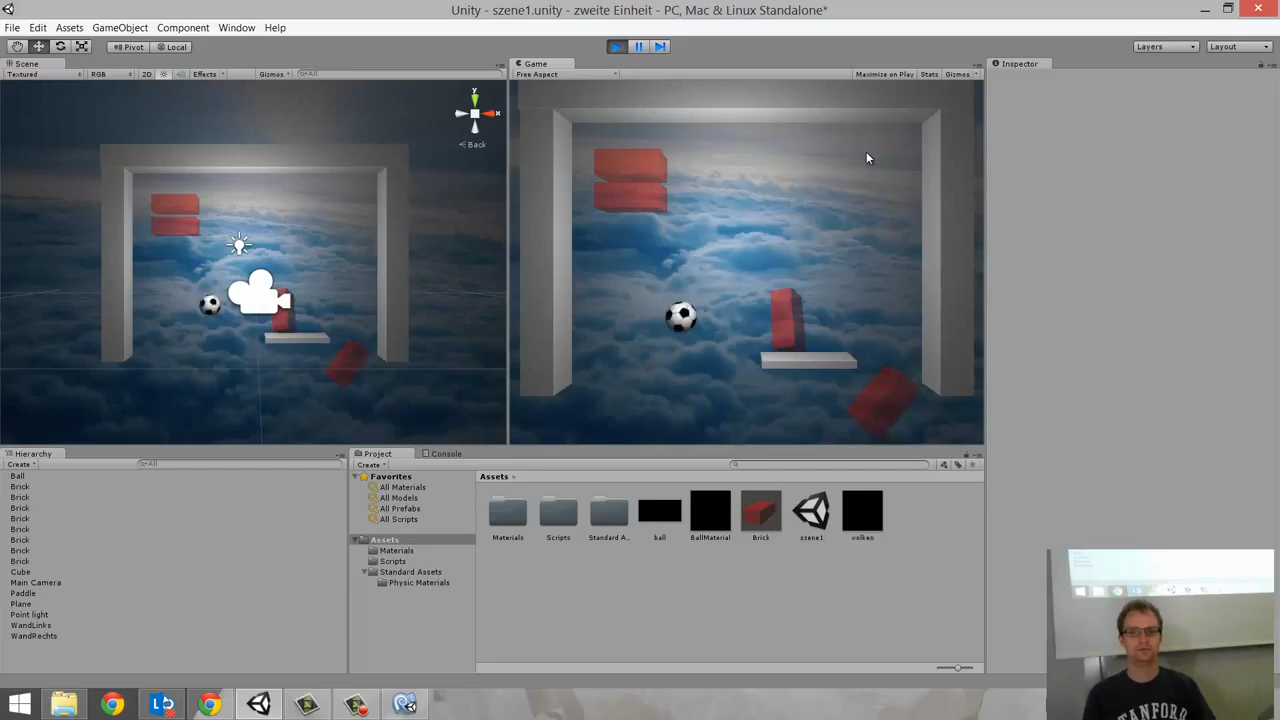 Unity - szene1.unity - zweite Einheit - PC, Mac & Linux Standalone*
File Edit Assets GameObject Component Window Help
Pivot Local Layers Layout
Scene
Textured RGB 2D Effects Gizmos All
Game
Free Aspect Maximize on Play Stats Gizmos
Inspector
y
x
Back
Hierarchy
Create All
Ball
Brick
Brick
Brick
Brick
Brick
Brick
Brick
Brick
Cube
Main Camera
Paddle
Plane
Point light
WandLinks
WandRechts
Project Console
Create
Favorites
All Materials
All Models
All Prefabs
All Scripts
Assets
Materials
Scripts
Standard Assets
Physic Materials
Assets
Materials Scripts Standard A... ball BallMaterial Brick szene1 wolken
STANFORD